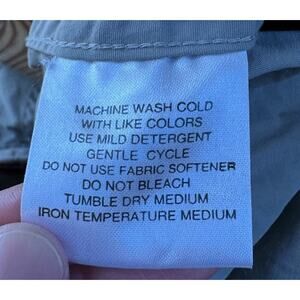 MACHINE WASH COLD
WITH LIKE COLORS
USE MILD DETERGENT
GENTLE CYCLE
DO NOT USE FABRIC SOFTENER
DO NOT BLEACH
TUMBLE DRY MEDIUM
IRON TEMPERATURE MEDIUM